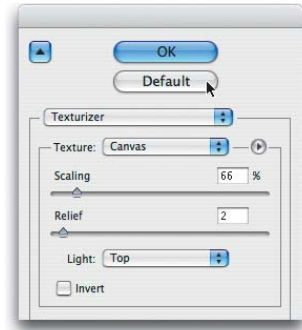 OK
Default
Texturizer
Texture: Canvas
Scaling 66 %
Relief 2
Light: Top
Invert